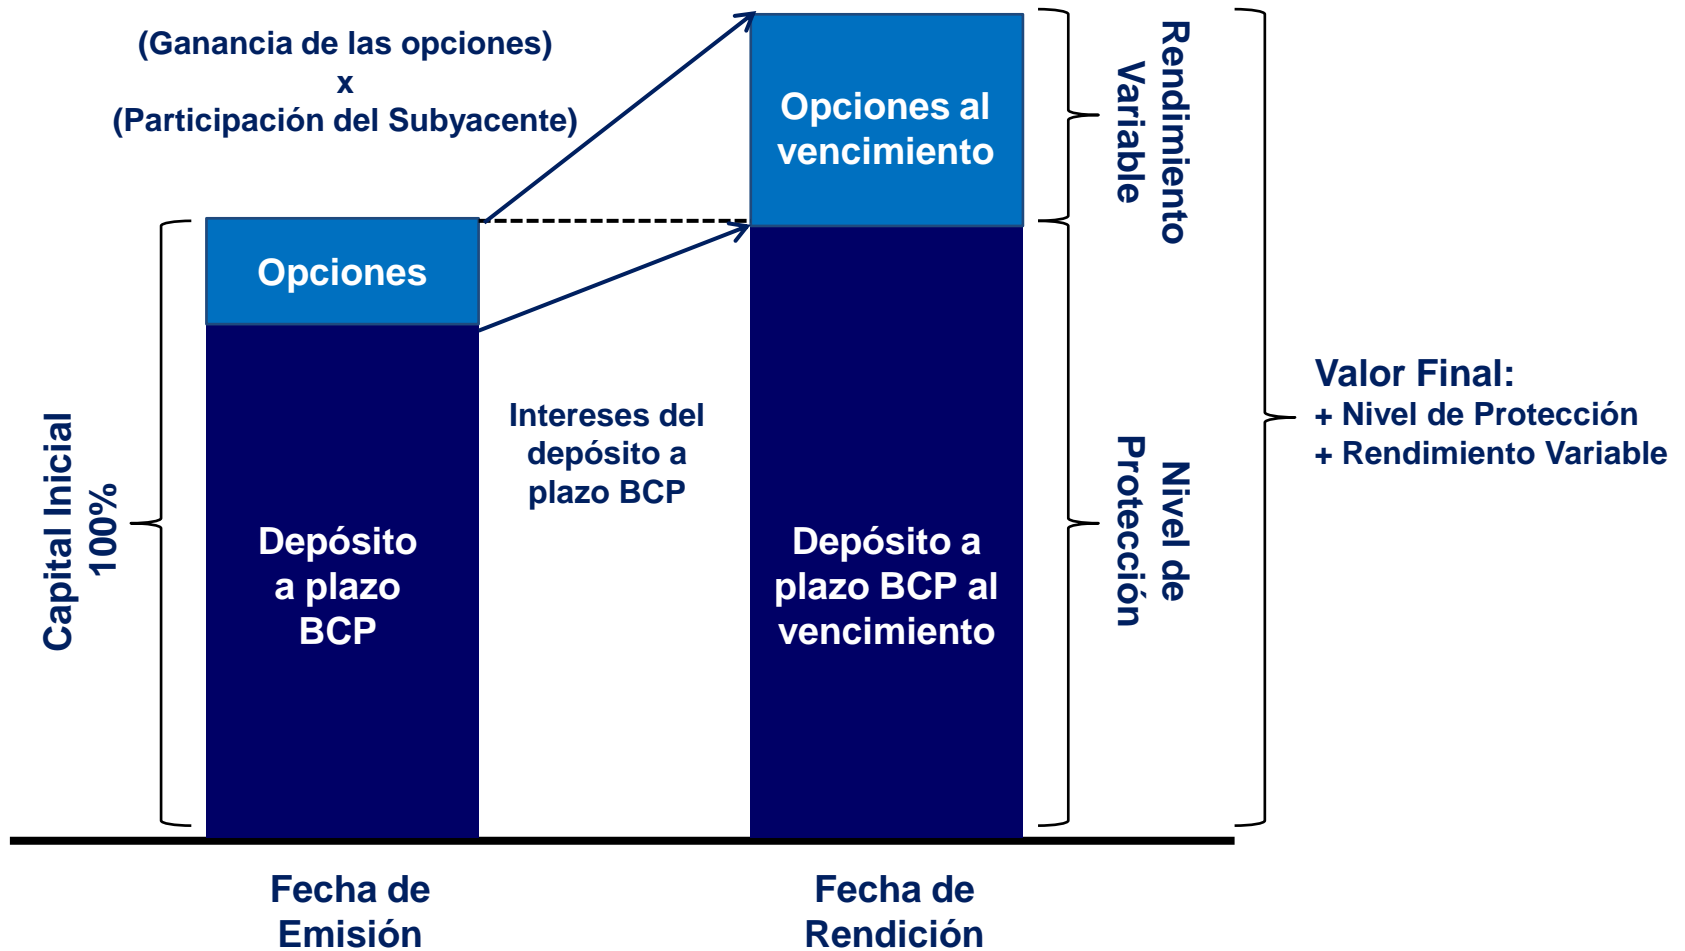 (Ganancia de las opciones)
x
(Participación del Subyacente)
Opciones al
vencimiento
Rendimiento
Variable
Opciones
Capital Inicial
100%
Intereses del
depósito a
plazo BCP
Depósito
a plazo
BCP
Depósito a
plazo BCP al
vencimiento
Nivel de
Protección
Valor Final:
+ Nivel de Protección
+ Rendimiento Variable
Fecha de
Emisión
Fecha de
Rendición